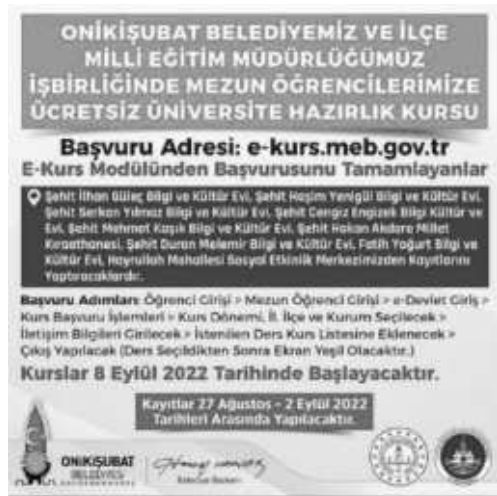 ONİKİŞUBAT BELEDİYEMİZ VE İLÇE
MİLLİ EĞİTİM MÜDÜRLÜĞÜMÜZ
İŞBİRLİĞİNDE MEZUN ÖĞRENCİLERİMİZE
ÜCRETSİZ ÜNİVERSİTE HAZIRLIK KURSU
Başvuru Adresi: e-kurs.meb.gov.tr
E-Kurs Modülünden Başvurusunu Tamamlayanlar
Şehit İlhan Güleç Bilgi ve Kültür Evi, Şehit Haşim Yenigül Bilgi ve Kültür Evi,
Şehit Serkan Yılmaz Bilgi ve Kültür Evi, Şehit Cengiz Engizek Bilgi Kültür ve
Evi, Şehit Mehmet Kaşık Bilgi ve Kültür Evi, Şehit Hakan Akdere Millet
Kıraathanesi, Şehit Duran Melemir Bilgi ve Kültür Evi, Fatih Yoğurt Bilgi ve
Kültür Evi, Hayrullah Mahallesi Sosyal Etkinlik Merkezimizden Kayıtlarını
Yaptıracaklardır.
Başvuru Adımları: Öğrenci Girişi > Mezun Öğrenci Girişi > e-Devlet Giriş >
Kurs Başvuru İşlemleri > Kurs Dönemi, İl, İlçe ve Kurum Seçilecek >
İletişim Bilgileri Girilecek > İstenilen Ders Kurs Listesine Eklenecek >
Çıkış Yapılacak (Ders Seçildikten Sonra Ekran Yeşil Olacaktır.)
Kurslar 8 Eylül 2022 Tarihinde Başlayacaktır.
Kayıtlar 27 Ağustos - 2 Eylül 2022
Tarihleri Arasında Yapılacaktır.
ONİKİŞUBAT
BELEDİYESİ